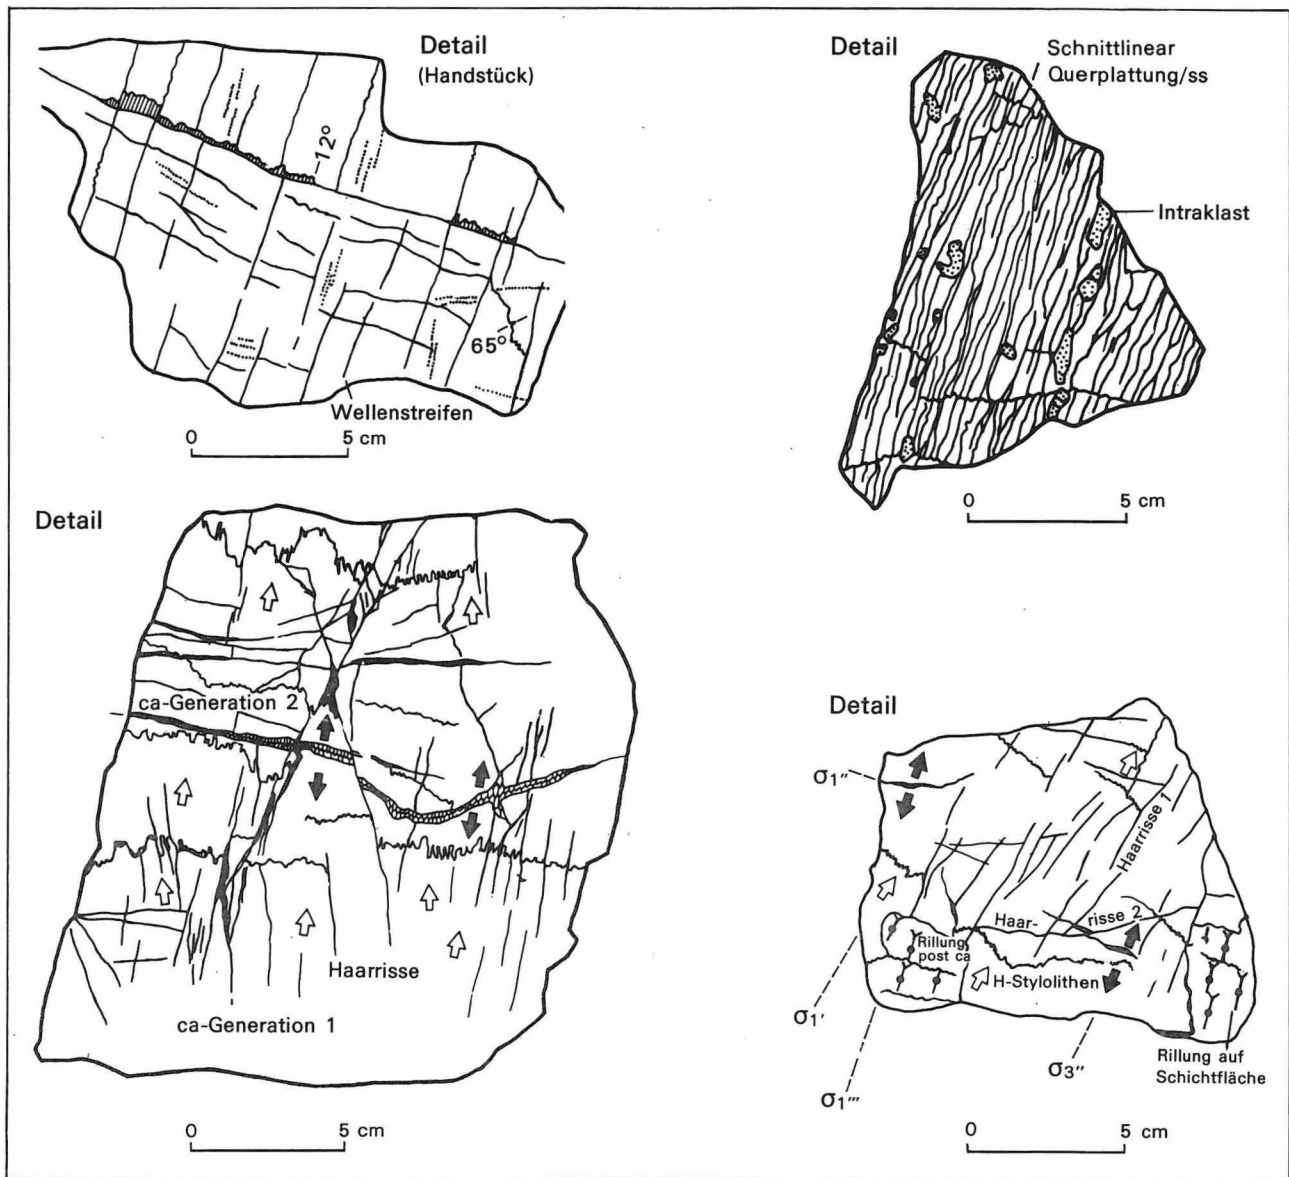 Detail
(Handstück)
12°
65°
Wellenstreifen
0 5 cm
Detail
Schnittlinear
Querplattung/ss
Intraklast
0 5 cm
Detail
ca-Generation 2
Haarrisse
ca-Generation 1
0 5 cm
Detail
σ1''
Haarrisse 1
Haar- risse 2
Rillung
post ca
H-Stylolithen
σ1'
σ3''
σ1'''
Rillung auf
Schichtfläche
0 5 cm